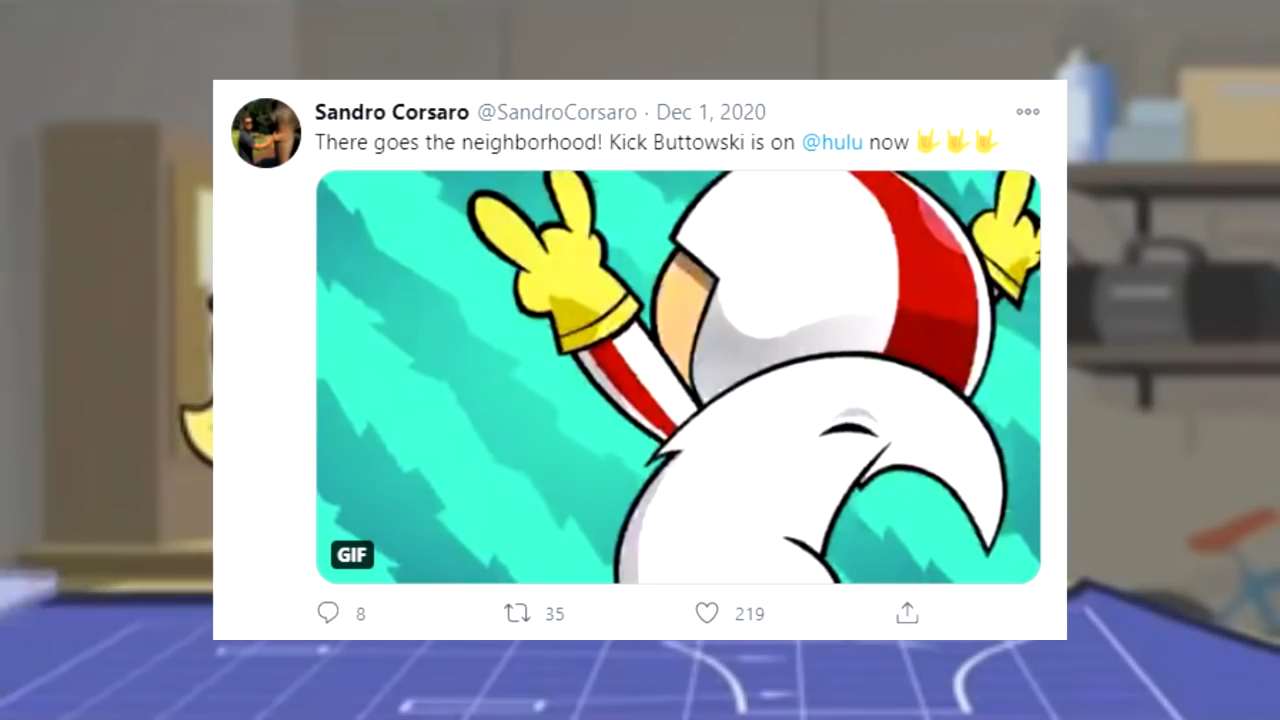 Sandro Corsaro @SandroCorsaro · Dec 1, 2020
There goes the neighborhood! Kick Buttowski is on @hulu now 🤟🤟🤟
GIF
8 35 219